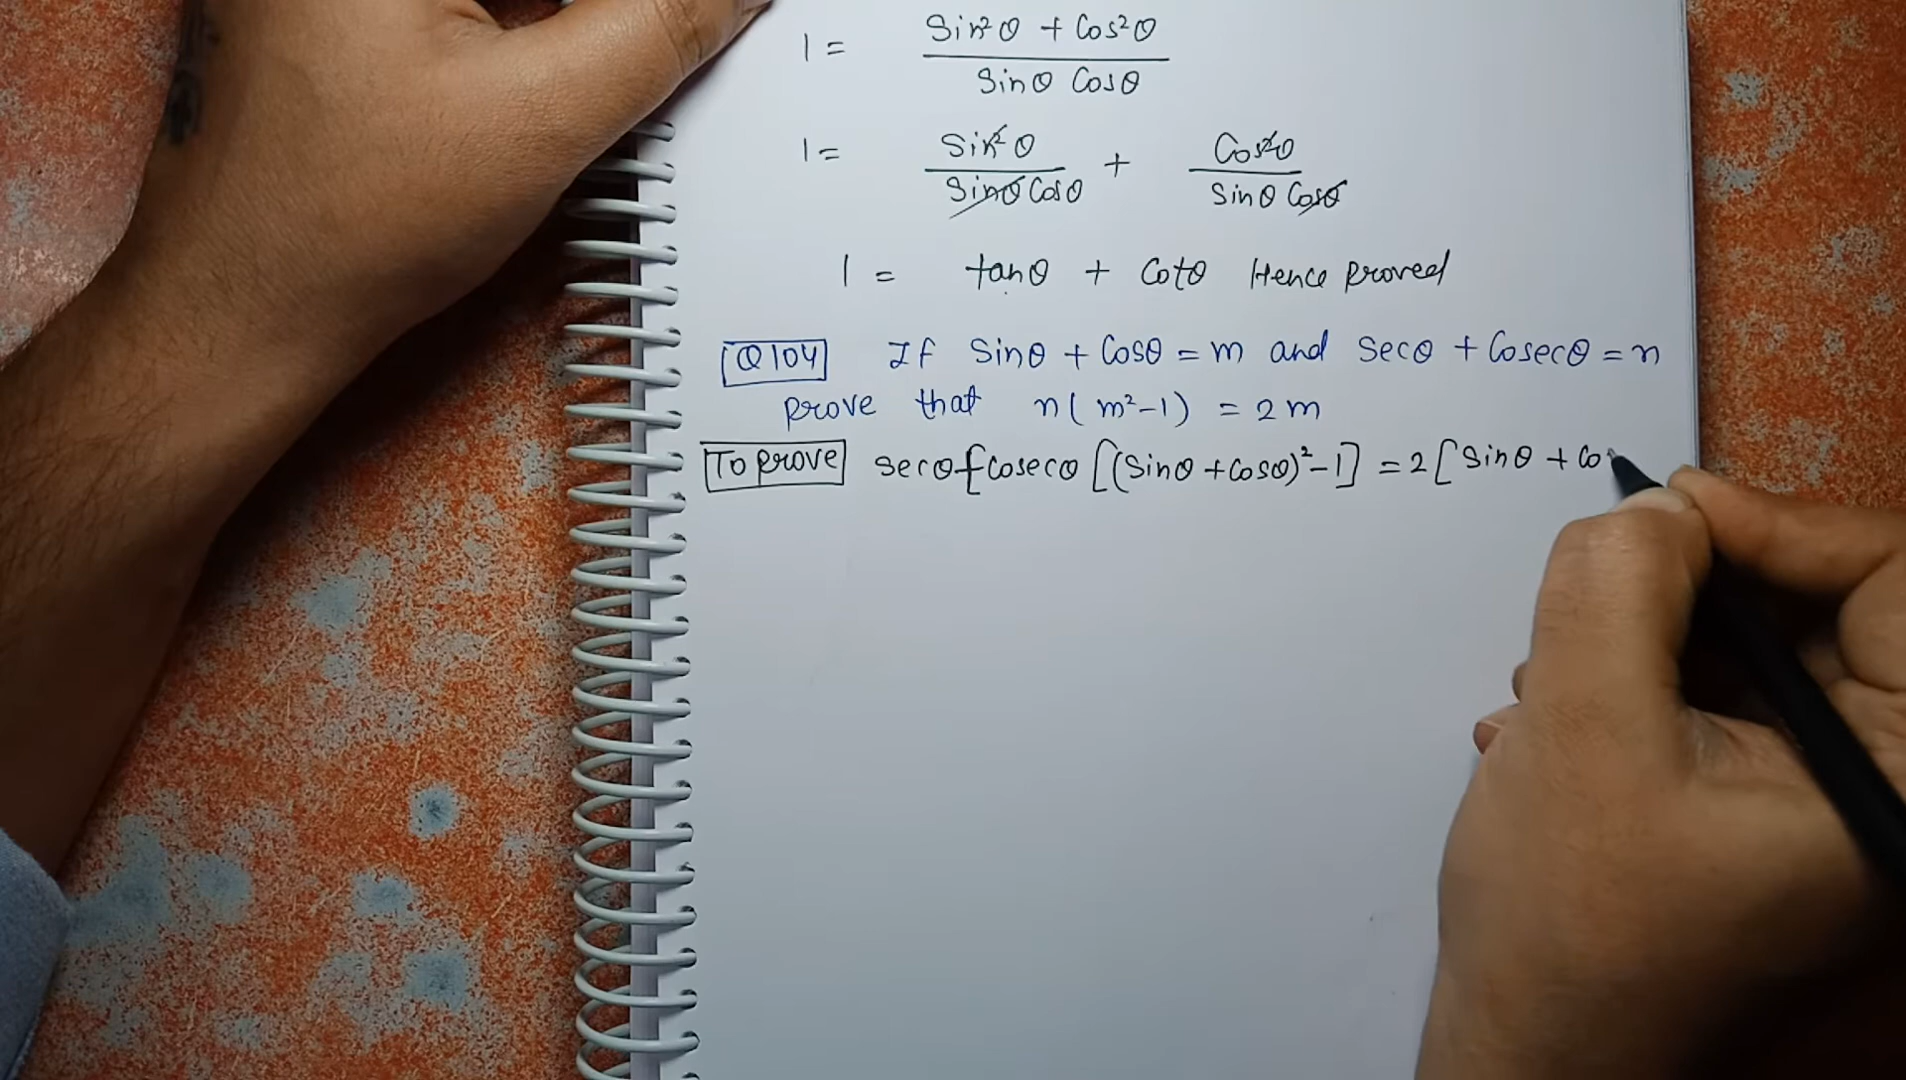 1 = Sin²θ + Cos²θ / Sinθ Cosθ
1 = Sin²θ / Sinθ Cosθ + Cos²θ / Sinθ Cosθ
1 = tanθ + Cotθ Hence proved
Q104 If Sinθ + Cosθ = m and Secθ + Cosecθ = n
prove that n(m²-1) = 2m
To prove secθ+Cosecθ [(Sinθ+Cosθ)²-1] = 2[Sinθ + Co